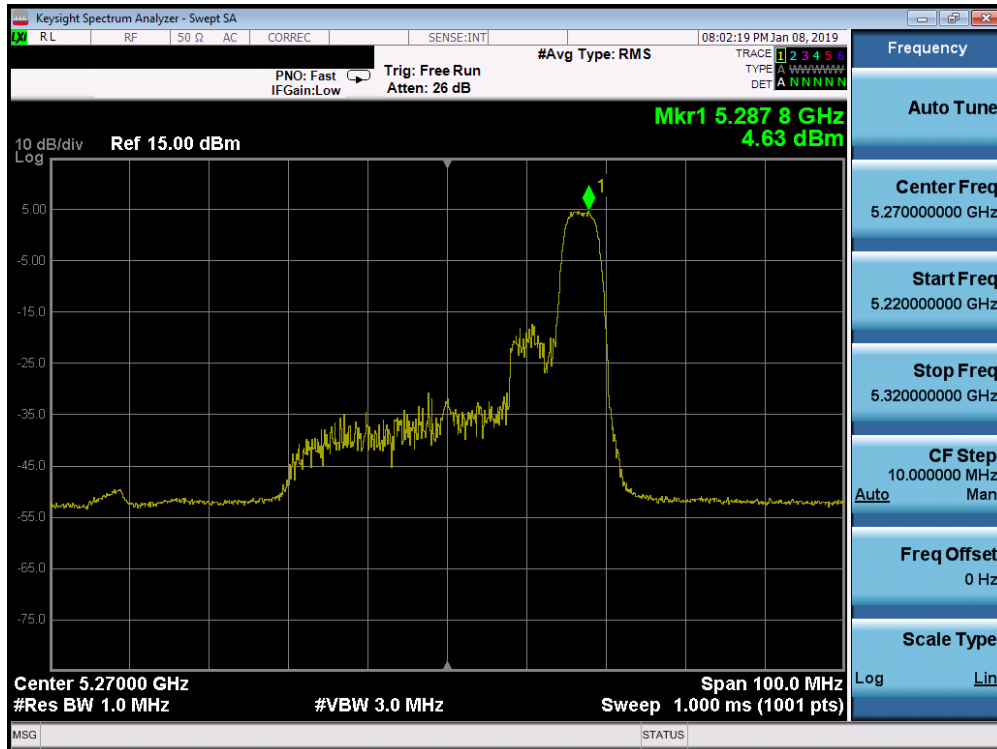 Keysight Spectrum Analyzer - Swept SA
LXI RL RF 50 Ω AC CORREC SENSE:INT 08:02:19 PM Jan 08, 2019
PNO: Fast
IFGain:Low
Trig: Free Run
Atten: 26 dB
#Avg Type: RMS
TRACE 1 2 3 4 5 6
TYPE A WWWWW
DET A N N N N N
Mkr1 5.287 8 GHz
4.63 dBm
10 dB/div
Log
Ref 15.00 dBm
1
5.00
-5.00
-15.0
-25.0
-35.0
-45.0
-55.0
-65.0
-75.0
Center 5.27000 GHz
Span 100.0 MHz
#Res BW 1.0 MHz
#VBW 3.0 MHz
Sweep 1.000 ms (1001 pts)
MSG
STATUS
Frequency
Auto Tune
Center Freq
5.270000000 GHz
Start Freq
5.220000000 GHz
Stop Freq
5.320000000 GHz
CF Step
10.000000 MHz
Auto Man
Freq Offset
0 Hz
Scale Type
Log Lin